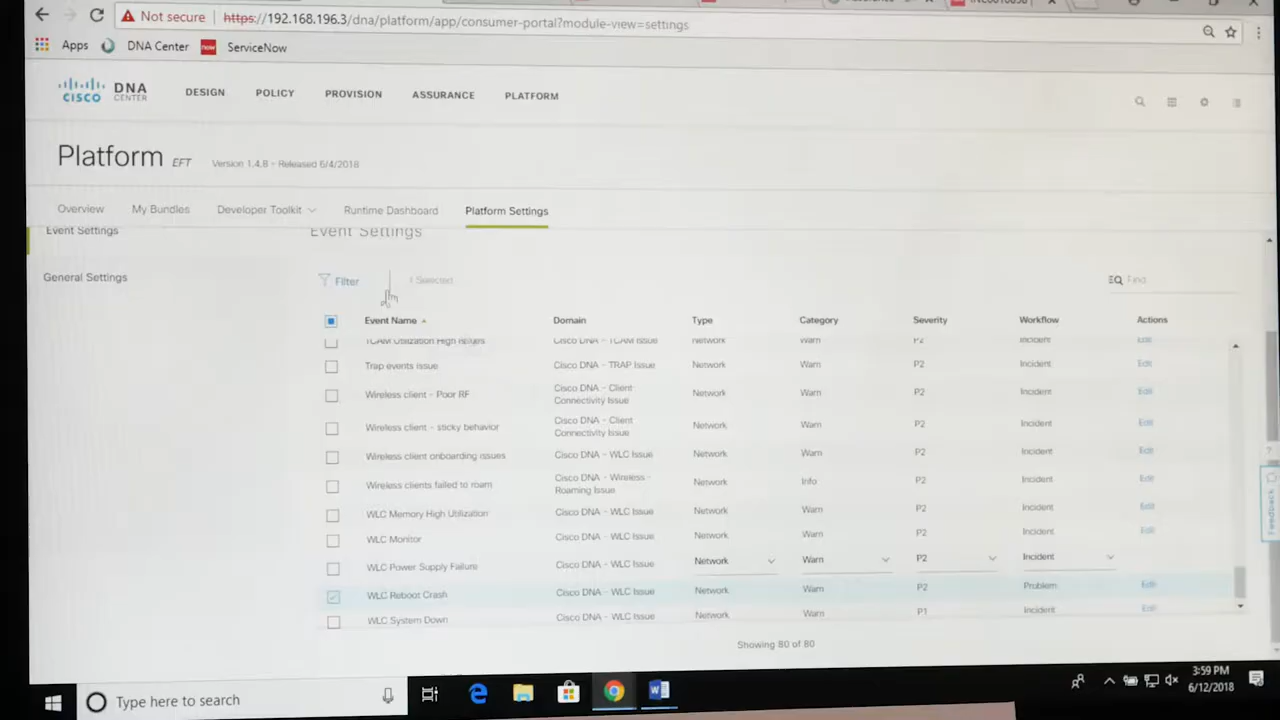 Not secure https://192.168.196.3/dna/platform/app/consumer-portal?module-view=settings
Apps DNA Center now ServiceNow
CISCO DNA CENTER DESIGN POLICY PROVISION ASSURANCE PLATFORM
Platform EFT Version 1.4.8 - Released 6/4/2018
Overview My Bundles Developer Toolkit Runtime Dashboard Platform Settings
Event Settings Event Settings
General Settings Filter 1 Selected Find
Event Name Domain Type Category Severity Workflow Actions
TCAM Utilization High Issues Cisco DNA - TCAM Issue Network Warn P2 Incident Edit
Trap events issue Cisco DNA - TRAP Issue Network Warn P2 Incident Edit
Wireless client - Poor RF Cisco DNA - Client Connectivity Issue Network Warn P2 Incident Edit
Wireless client - sticky behavior Cisco DNA - Client Connectivity Issue Network Warn P2 Incident Edit
Wireless client onboarding issues Cisco DNA - WLC Issue Network Warn P2 Incident Edit
Wireless clients failed to roam Cisco DNA - Wireless - Roaming Issue Network Info P2 Incident Edit
WLC Memory High Utilization Cisco DNA - WLC Issue Network Warn P2 Incident Edit
WLC Monitor Cisco DNA - WLC Issue Network Warn P2 Incident Edit
WLC Power Supply Failure Cisco DNA - WLC Issue Network Warn P2 Incident
WLC Reboot Crash Cisco DNA - WLC Issue Network Warn P2 Problem Edit
WLC System Down Cisco DNA - WLC Issue Network Warn P1 Incident Edit
Showing 80 of 80
Feedback
Type here to search
3:59 PM
6/12/2018